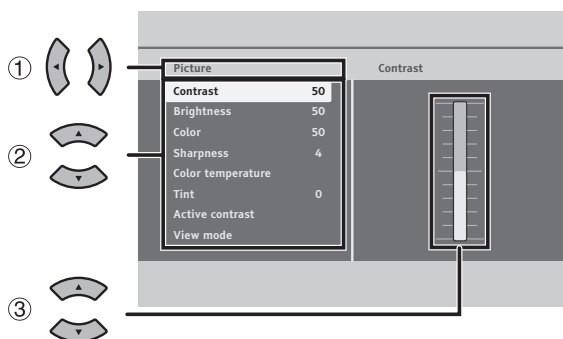 Picture Contrast
① Contrast 50
Brightness 50
② Color 50
Sharpness 4
Color temperature
Tint 0
Active contrast
View mode
③